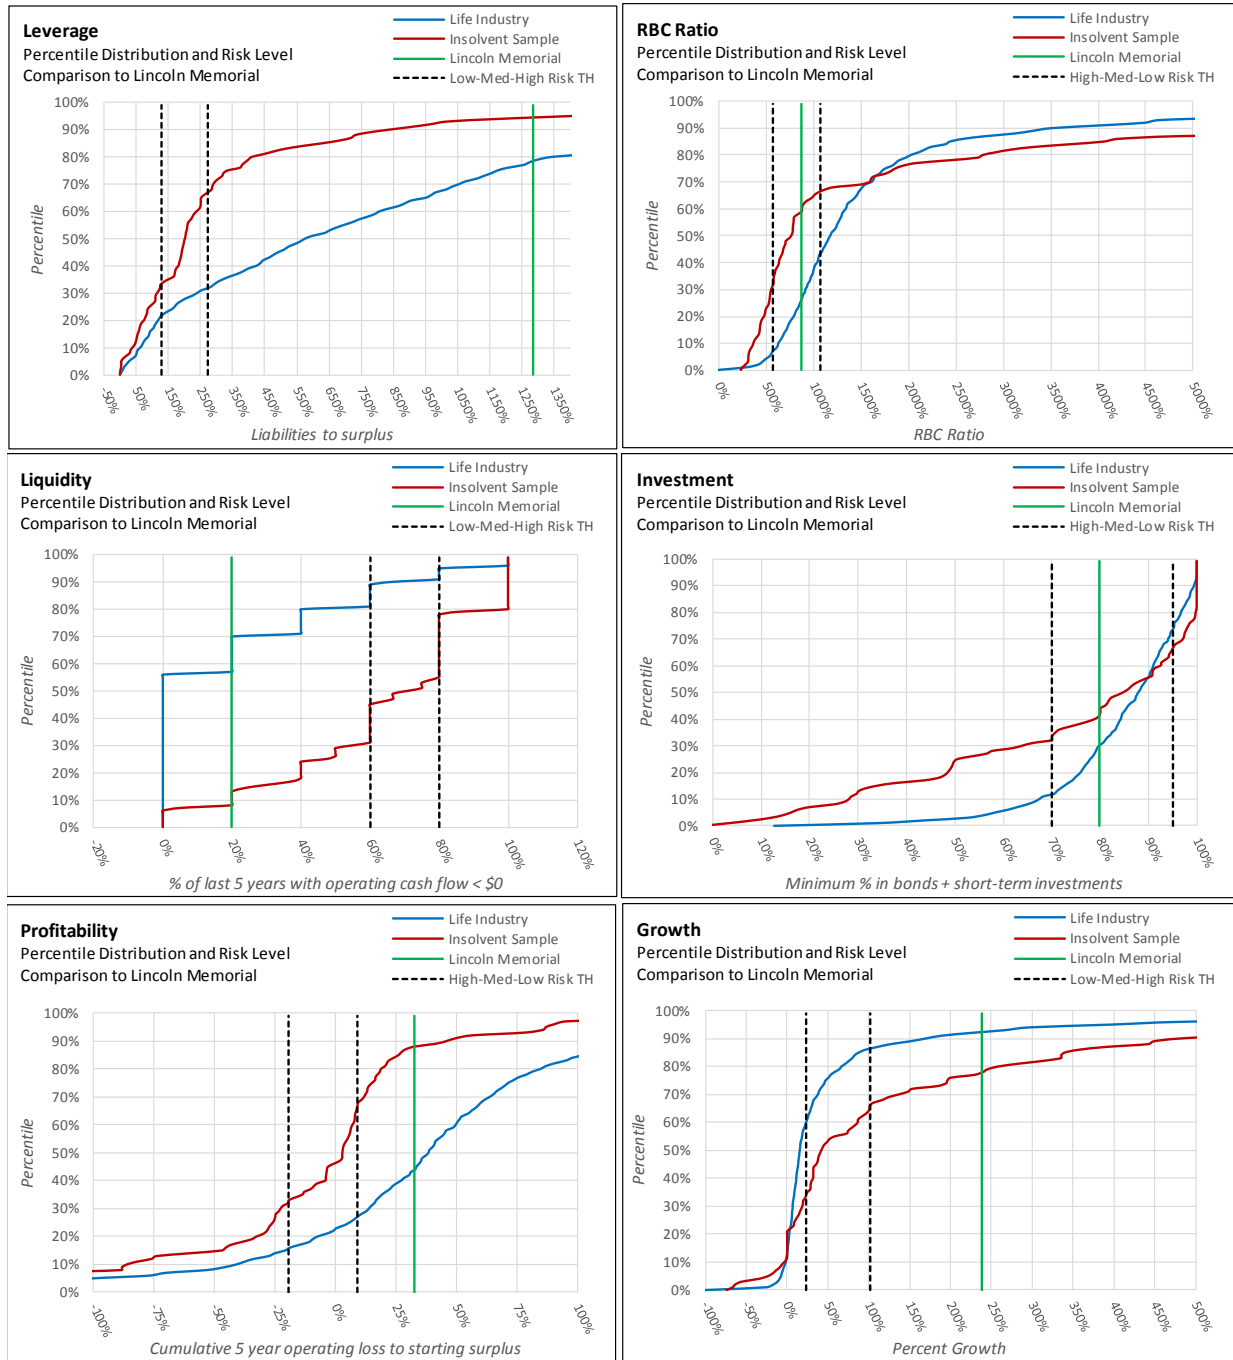 Leverage
Percentile Distribution and Risk Level
Comparison to Lincoln Memorial
Life Industry
Insolvent Sample
Lincoln Memorial
Low-Med-High Risk TH
100%
90%
80%
70%
60%
50%
40%
30%
20%
10%
0%
Percentile
-50%
50%
150%
250%
350%
450%
550%
650%
750%
850%
950%
1050%
1150%
1250%
1350%
Liabilities to surplus
RBC Ratio
Percentile Distribution and Risk Level
Comparison to Lincoln Memorial
Life Industry
Insolvent Sample
Lincoln Memorial
High-Med-Low Risk TH
100%
90%
80%
70%
60%
50%
40%
30%
20%
10%
0%
Percentile
0%
500%
1000%
1500%
2000%
2500%
3000%
3500%
4000%
4500%
5000%
RBC Ratio
Liquidity
Percentile Distribution and Risk Level
Comparison to Lincoln Memorial
Life Industry
Insolvent Sample
Lincoln Memorial
Low-Med-High Risk TH
100%
90%
80%
70%
60%
50%
40%
30%
20%
10%
0%
Percentile
-20%
0%
20%
40%
60%
80%
100%
120%
% of last 5 years with operating cash flow < $0
Investment
Percentile Distribution and Risk Level
Comparison to Lincoln Memorial
Life Industry
Insolvent Sample
Lincoln Memorial
High-Med-Low Risk TH
100%
90%
80%
70%
60%
50%
40%
30%
20%
10%
0%
Percentile
0%
10%
20%
30%
40%
50%
60%
70%
80%
90%
100%
Minimum % in bonds + short-term investments
Profitability
Percentile Distribution and Risk Level
Comparison to Lincoln Memorial
Life Industry
Insolvent Sample
Lincoln Memorial
High-Med-Low Risk TH
100%
90%
80%
70%
60%
50%
40%
30%
20%
10%
0%
Percentile
-100%
-75%
-50%
-25%
0%
25%
50%
75%
100%
Cumulative 5 year operating loss to starting surplus
Growth
Percentile Distribution and Risk Level
Comparison to Lincoln Memorial
Life Industry
Insolvent Sample
Lincoln Memorial
Low-Med-High Risk TH
100%
90%
80%
70%
60%
50%
40%
30%
20%
10%
0%
Percentile
-100%
-50%
0%
50%
100%
150%
200%
250%
300%
350%
400%
450%
500%
Percent Growth